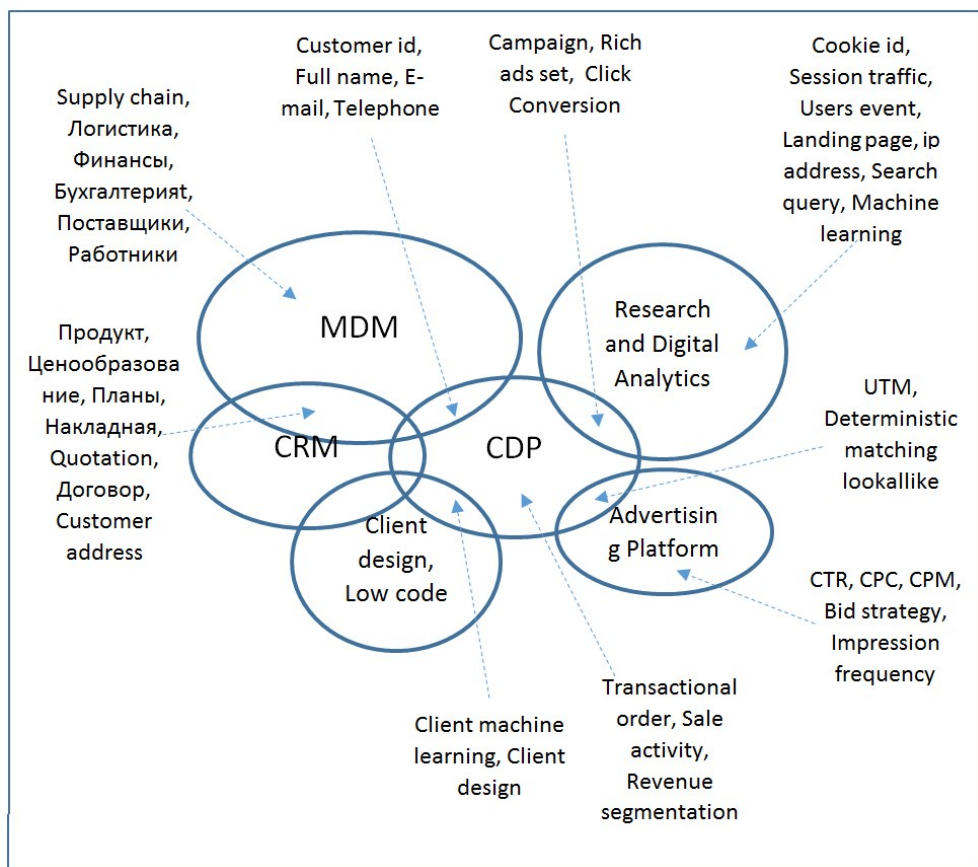 Customer id,
Full name, E-
mail, Telephone
Campaign, Rich
ads set, Click
Conversion
Cookie id,
Session traffic,
Users event,
Landing page, ip
address, Search
query, Machine
learning
Supply chain,
Логистика,
Финансы,
Бухгалтерияt,
Поставщики,
Работники
MDM
Research
and Digital
Analytics
Продукт,
Ценообразова
ние, Планы,
Накладная,
Quotation,
Договор,
Customer
address
CRM
CDP
UTM,
Deterministic
matching
lookallike
Client
design,
Low code
Advertisin
g Platform
CTR, CPC, CPM,
Bid strategy,
Impression
frequency
Client machine
learning, Client
design
Transactional
order, Sale
activity,
Revenue
segmentation